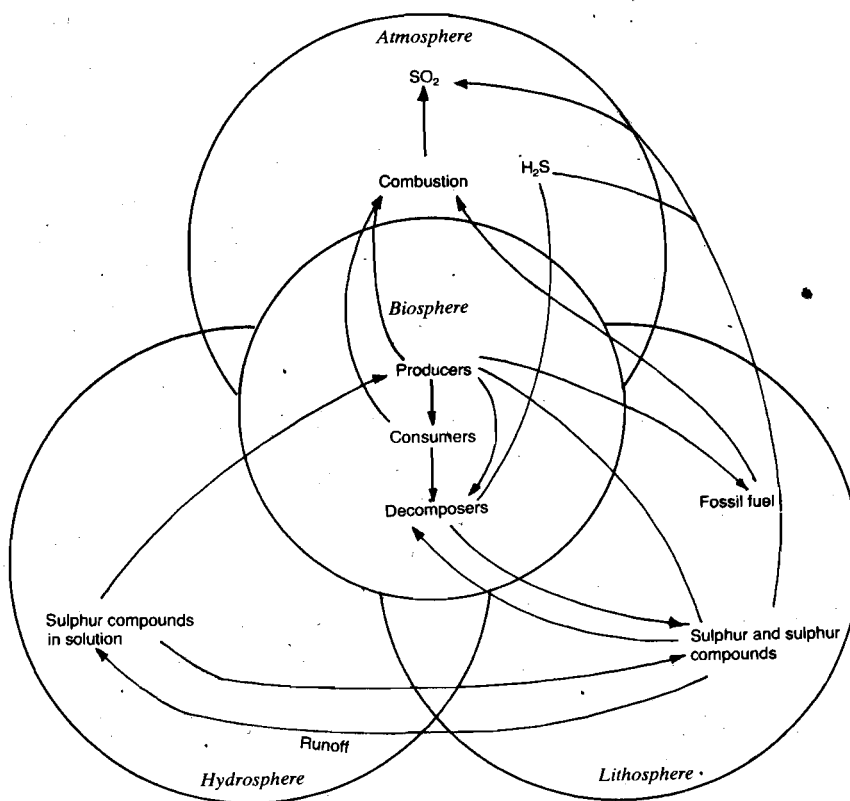 Atmosphere
SO₂
Combustion
H₂S
Biosphere
Producers
Consumers
Decomposers
Fossil fuel
Sulphur compounds
in solution
Sulphur and sulphur
compounds
Runoff
Hydrosphere
Lithosphere